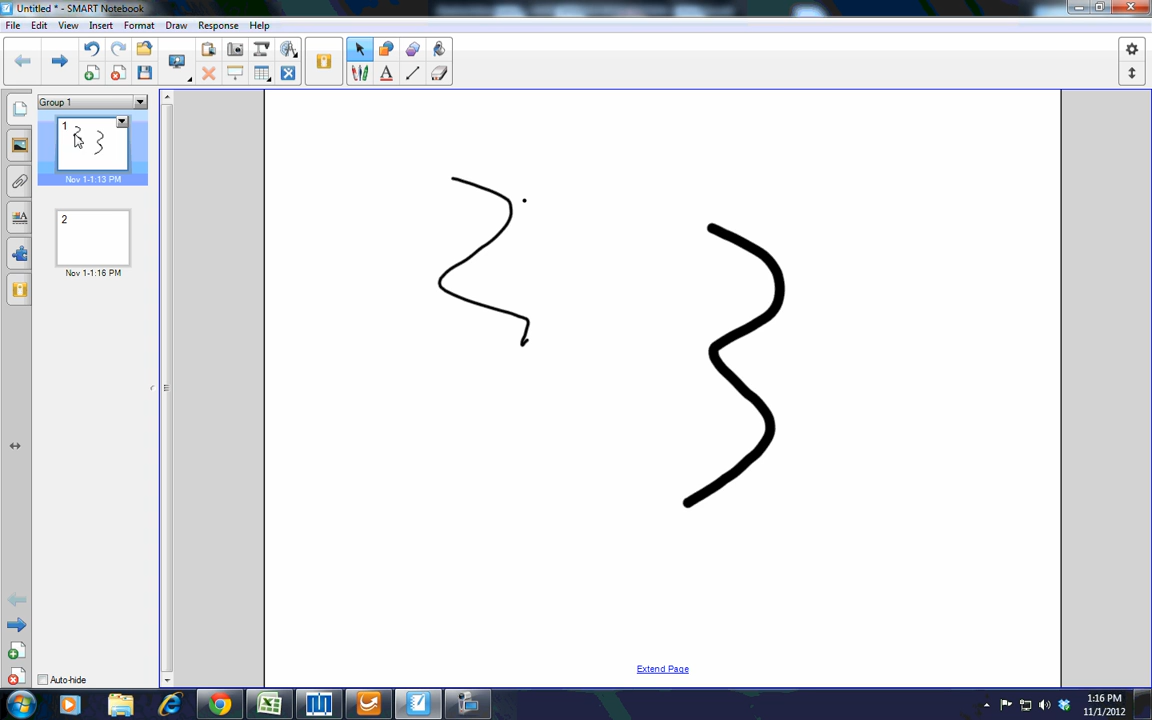 Untitled * - SMART Notebook
File Edit View Insert Format Draw Response Help
Group 1
1
Nov 1-1:13 PM
2
Nov 1-1:16 PM
Extend Page
Auto-hide
1:16 PM
11/1/2012